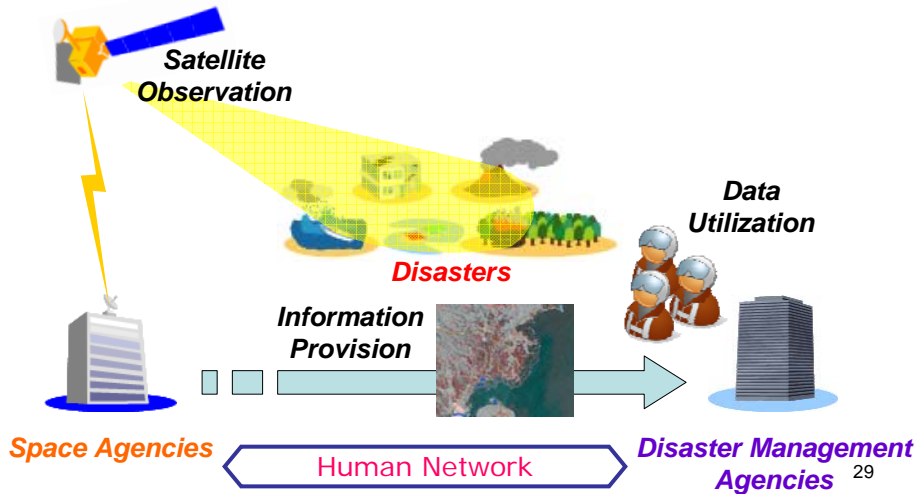 Satellite
Observation
Data
Utilization
Disasters
Information
Provision
Space Agencies
Human Network
Disaster Management
Agencies
29